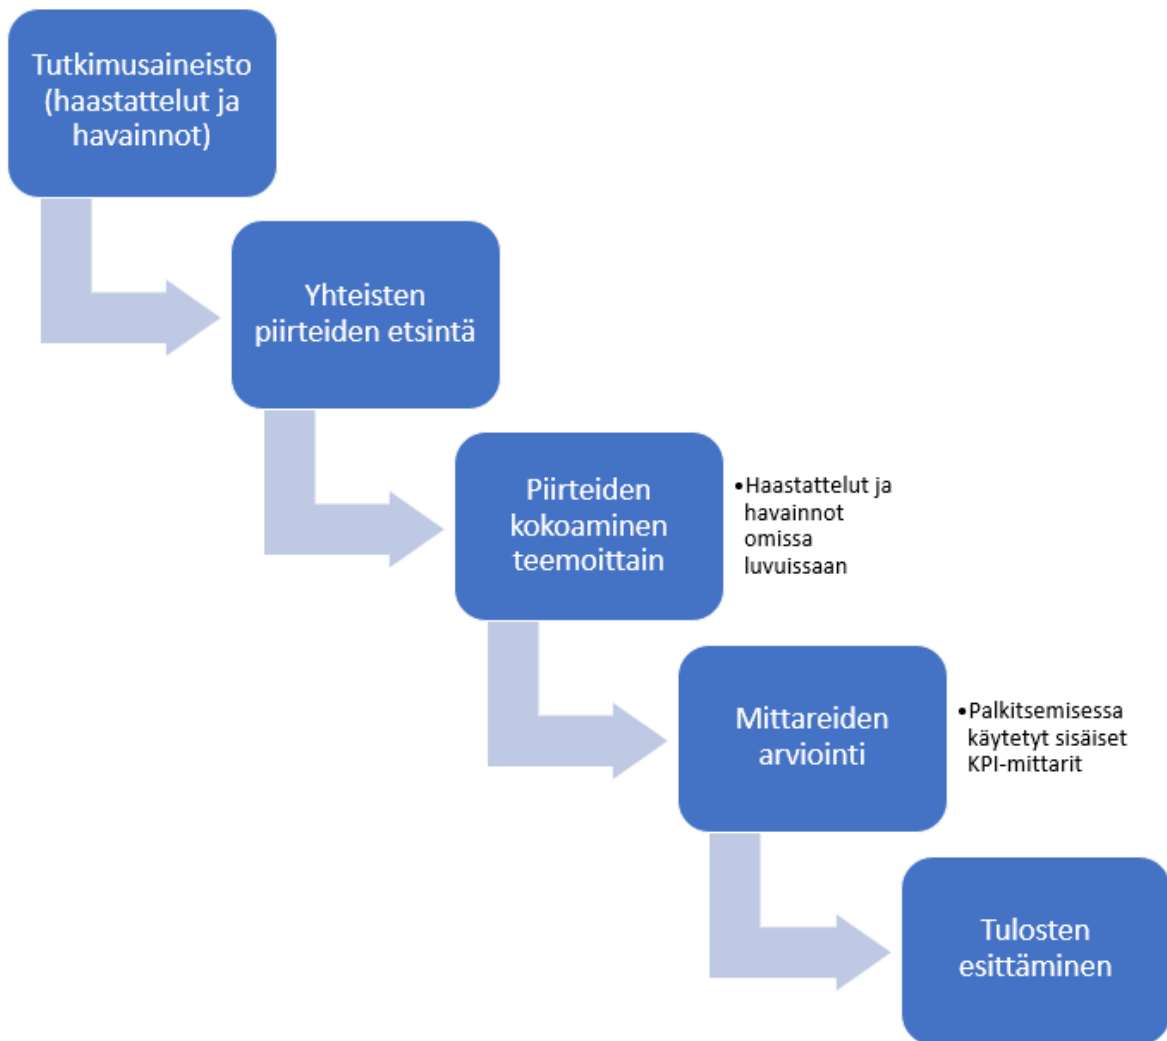 Tutkimusaineisto
(haastattelut ja
havainnot)
Yhteisten
piirteiden etsintä
Piirteiden
kokoaminen
teemoittain
•Haastattelut ja
havainnot
omissa
luvuissaan
Mittareiden
arviointi
•Palkitsemisessa
käytetyt sisäiset
KPI-mittarit
Tulosten
esittäminen